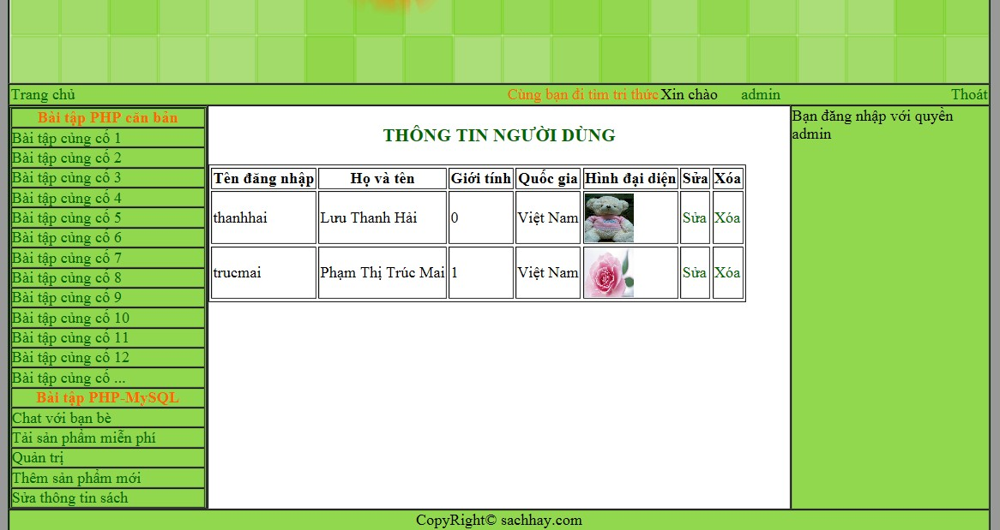 Trang chủ Cùng bạn đi tìm tri thức Xin chào admin Thoát
Bài tập PHP căn bản
Bài tập củng cố 1
Bài tập củng cố 2
Bài tập củng cố 3
Bài tập củng cố 4
Bài tập củng cố 5
Bài tập củng cố 6
Bài tập củng cố 7
Bài tập củng cố 8
Bài tập củng cố 9
Bài tập củng cố 10
Bài tập củng cố 11
Bài tập củng cố 12
Bài tập củng cố ...
Bài tập PHP-MySQL
Chat với bạn bè
Tải sản phẩm miễn phí
Quản trị
Thêm sản phẩm mới
Sửa thông tin sách
THÔNG TIN NGƯỜI DÙNG
Tên đăng nhập Họ và tên Giới tính Quốc gia Hình đại diện Sửa Xóa
thanhhai Lưu Thanh Hải 0 Việt Nam Sửa Xóa
trucmai Phạm Thị Trúc Mai 1 Việt Nam Sửa Xóa
Bạn đăng nhập với quyền
admin
CopyRight© sachhay.com